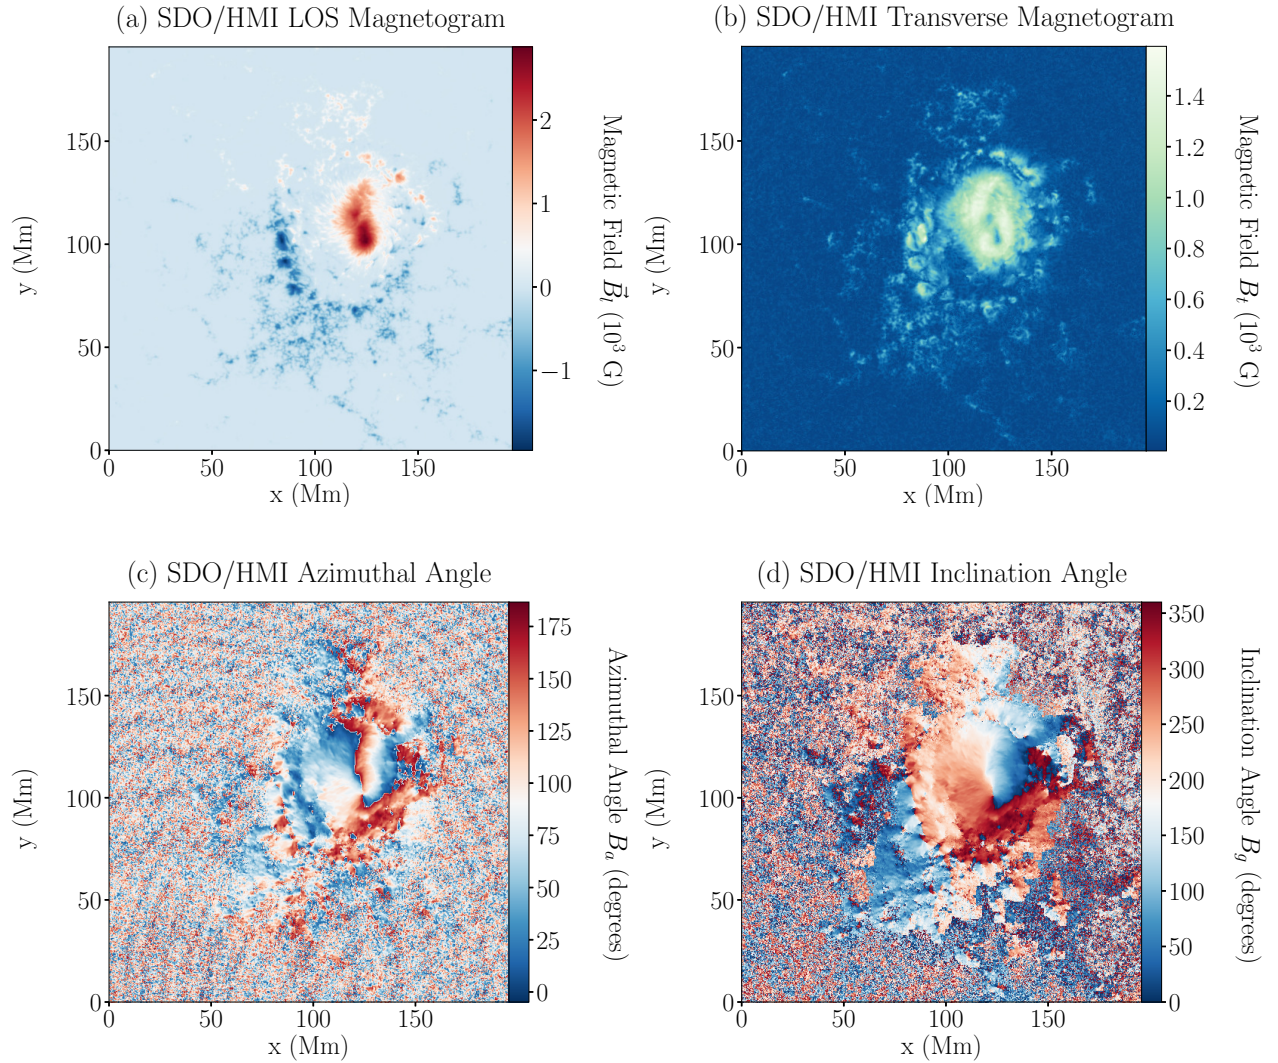 (a) SDO/HMI LOS Magnetogram
y (Mm)
150
100
50
0
0 50 100 150
x (Mm)
2
1
0
−1
Magnetic Field $\vec{B}_l$ (10³ G)
(b) SDO/HMI Transverse Magnetogram
y (Mm)
150
100
50
0
0 50 100 150
x (Mm)
1.4
1.2
1.0
0.8
0.6
0.4
0.2
Magnetic Field $B_t$ (10³ G)
(c) SDO/HMI Azimuthal Angle
y (Mm)
150
100
50
0
0 50 100 150
x (Mm)
175
150
125
100
75
50
25
0
Azimuthal Angle $B_a$ (degrees)
(d) SDO/HMI Inclination Angle
y (Mm)
150
100
50
0
0 50 100 150
x (Mm)
350
300
250
200
150
100
50
0
Inclination Angle $B_g$ (degrees)